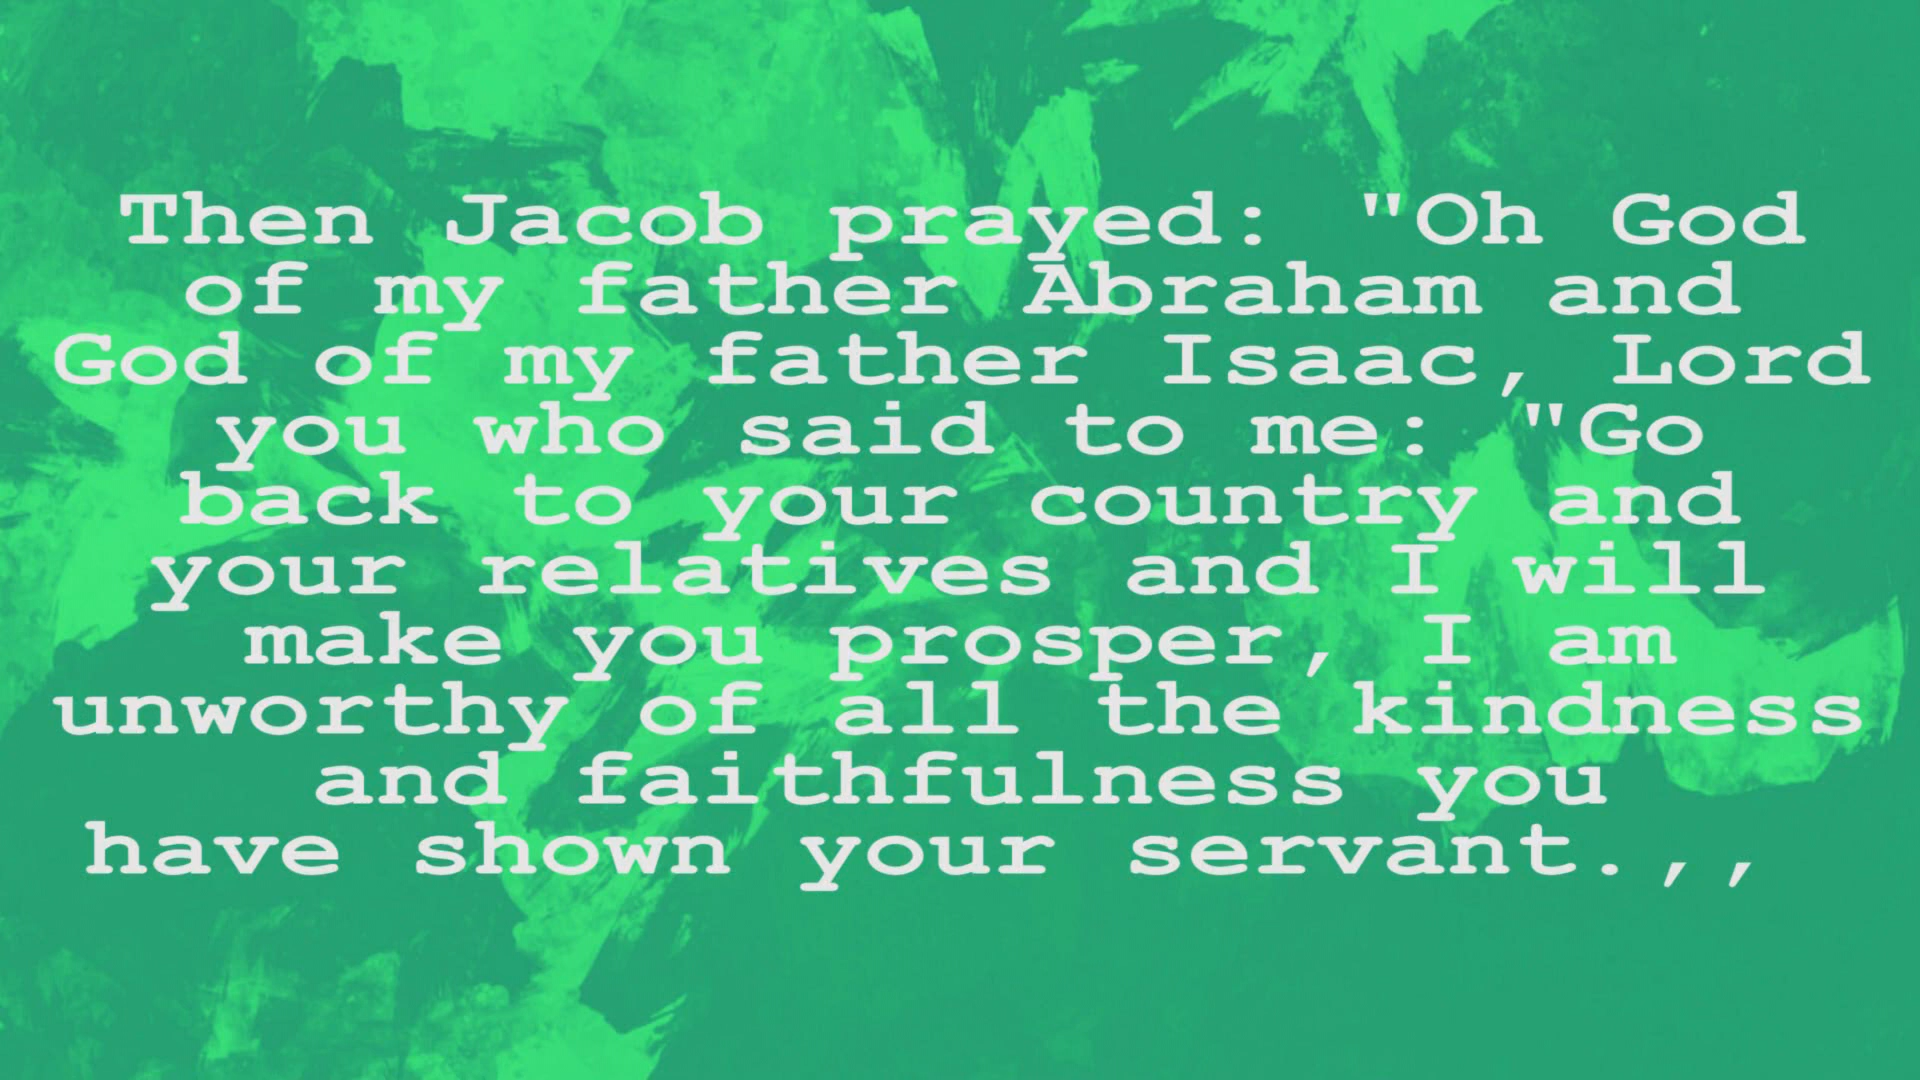 Then Jacob prayed: "Oh God
of my father Abraham and
God of my father Isaac, Lord
you who said to me: "Go
back to your country and
your relatives and I will
make you prosper, I am
unworthy of all the kindness
and faithfulness you
have shown your servant.,,